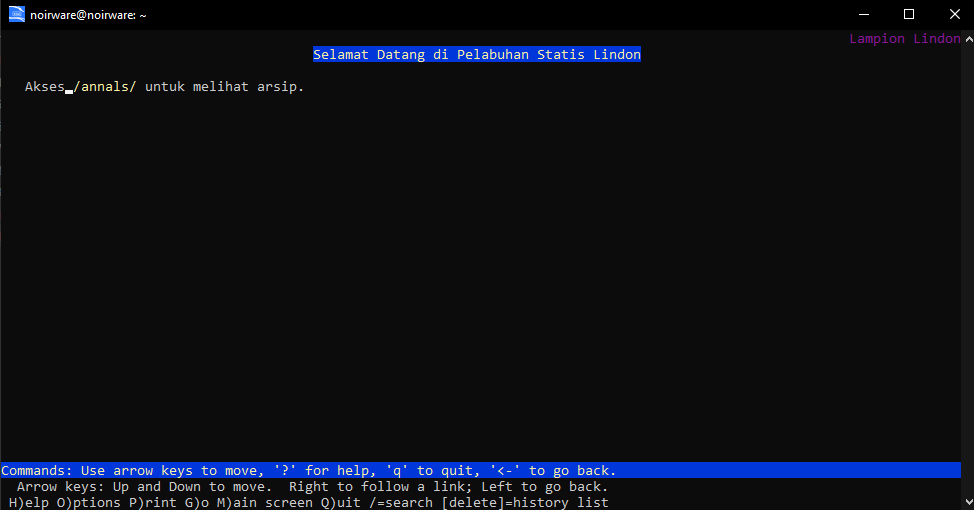 noirware@noirware: ~
Lampion Lindon
Selamat Datang di Pelabuhan Statis Lindon
Akses /annals/ untuk melihat arsip.
Commands: Use arrow keys to move, '?' for help, 'q' to quit, '<-' to go back.
Arrow keys: Up and Down to move.  Right to follow a link; Left to go back.
H)elp O)ptions P)rint G)o M)ain screen Q)uit /=search [delete]=history list